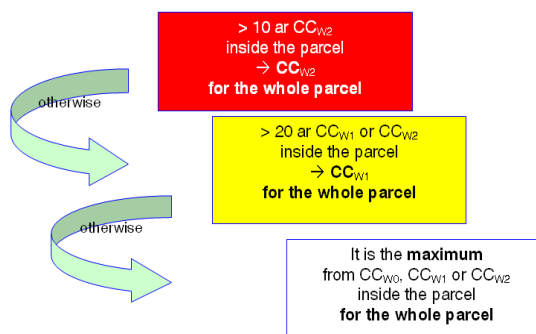 > 10 ar CCW2
inside the parcel
→ CCW2
for the whole parcel
otherwise
> 20 ar CCW1 or CCW2
inside the parcel
→ CCW1
for the whole parcel
otherwise
It is the maximum
from CCW0, CCW1 or CCW2
inside the parcel
for the whole parcel